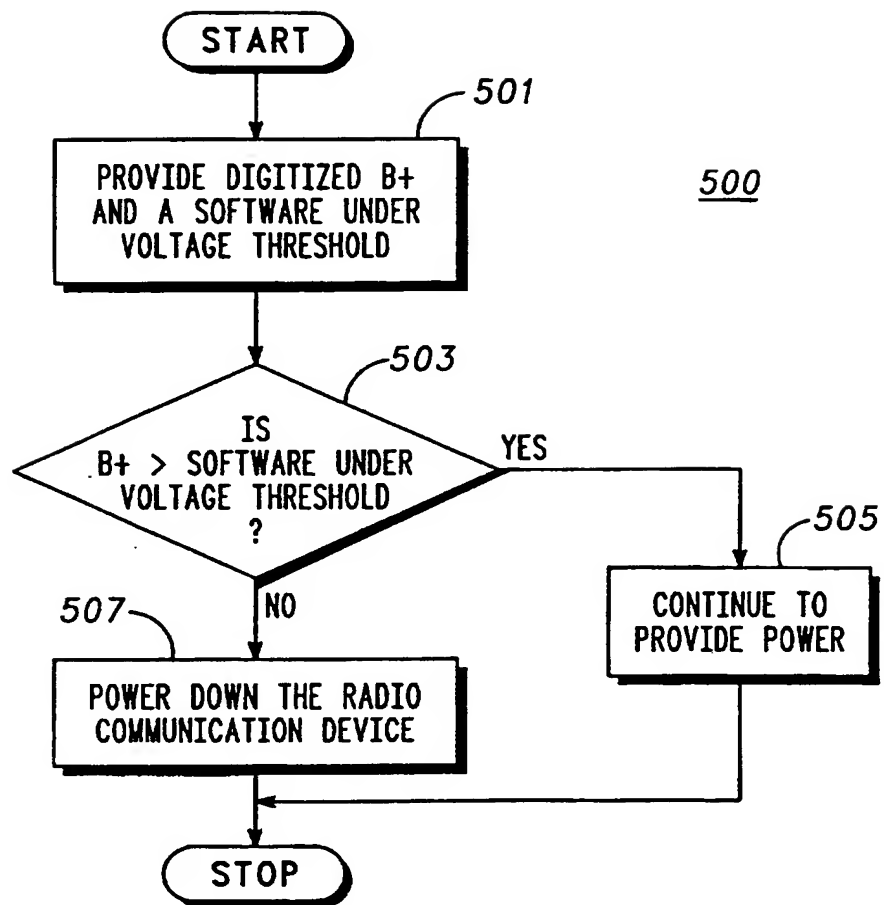 START
501
PROVIDE DIGITIZED B+
AND A SOFTWARE UNDER
VOLTAGE THRESHOLD
500
503
IS
B+ > SOFTWARE UNDER
VOLTAGE THRESHOLD
?
YES
505
CONTINUE TO
PROVIDE POWER
NO
507
POWER DOWN THE RADIO
COMMUNICATION DEVICE
STOP